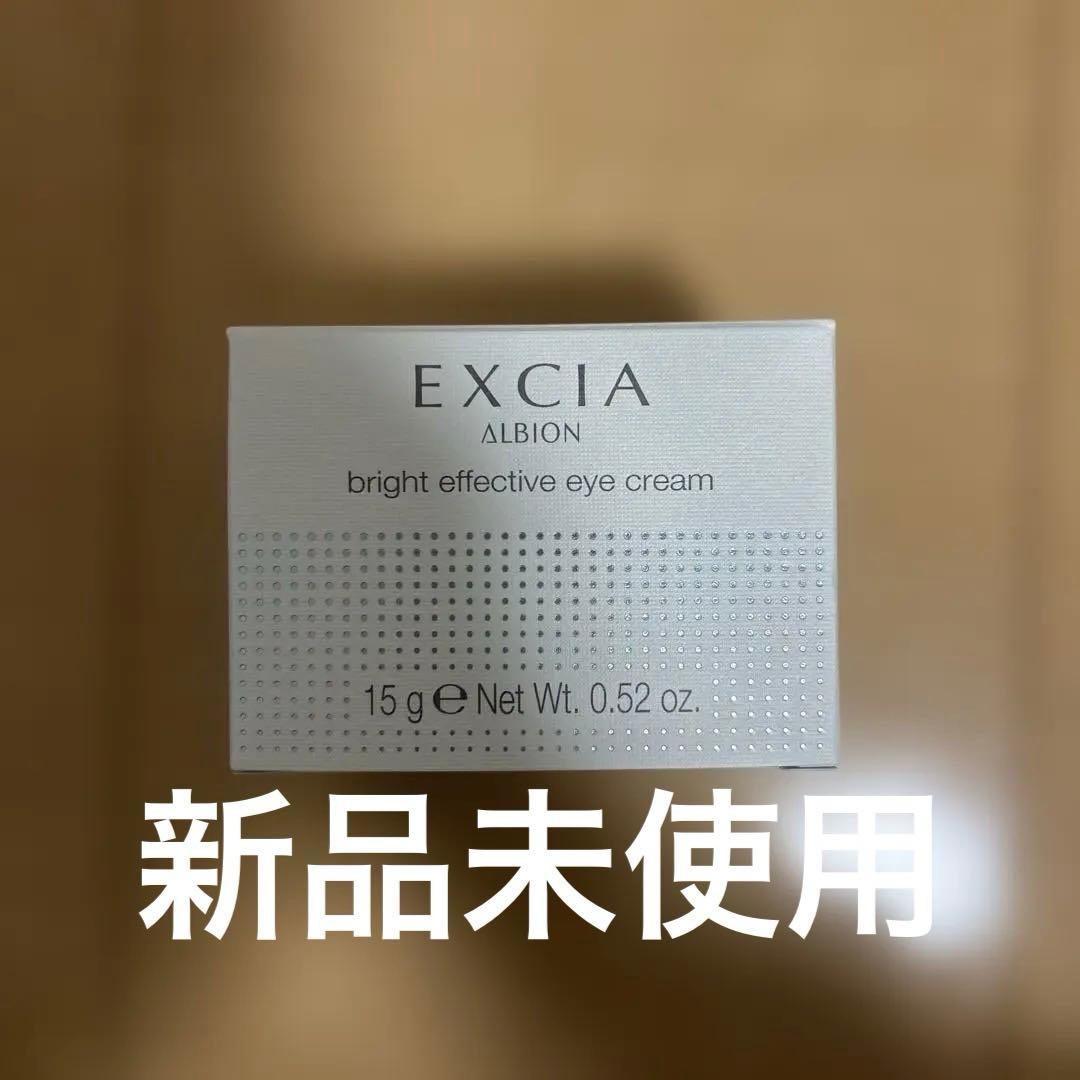 EXCIA
ALBION
bright effective eye cream
15 g ℮ Net Wt. 0.52 oz.
新品未使用